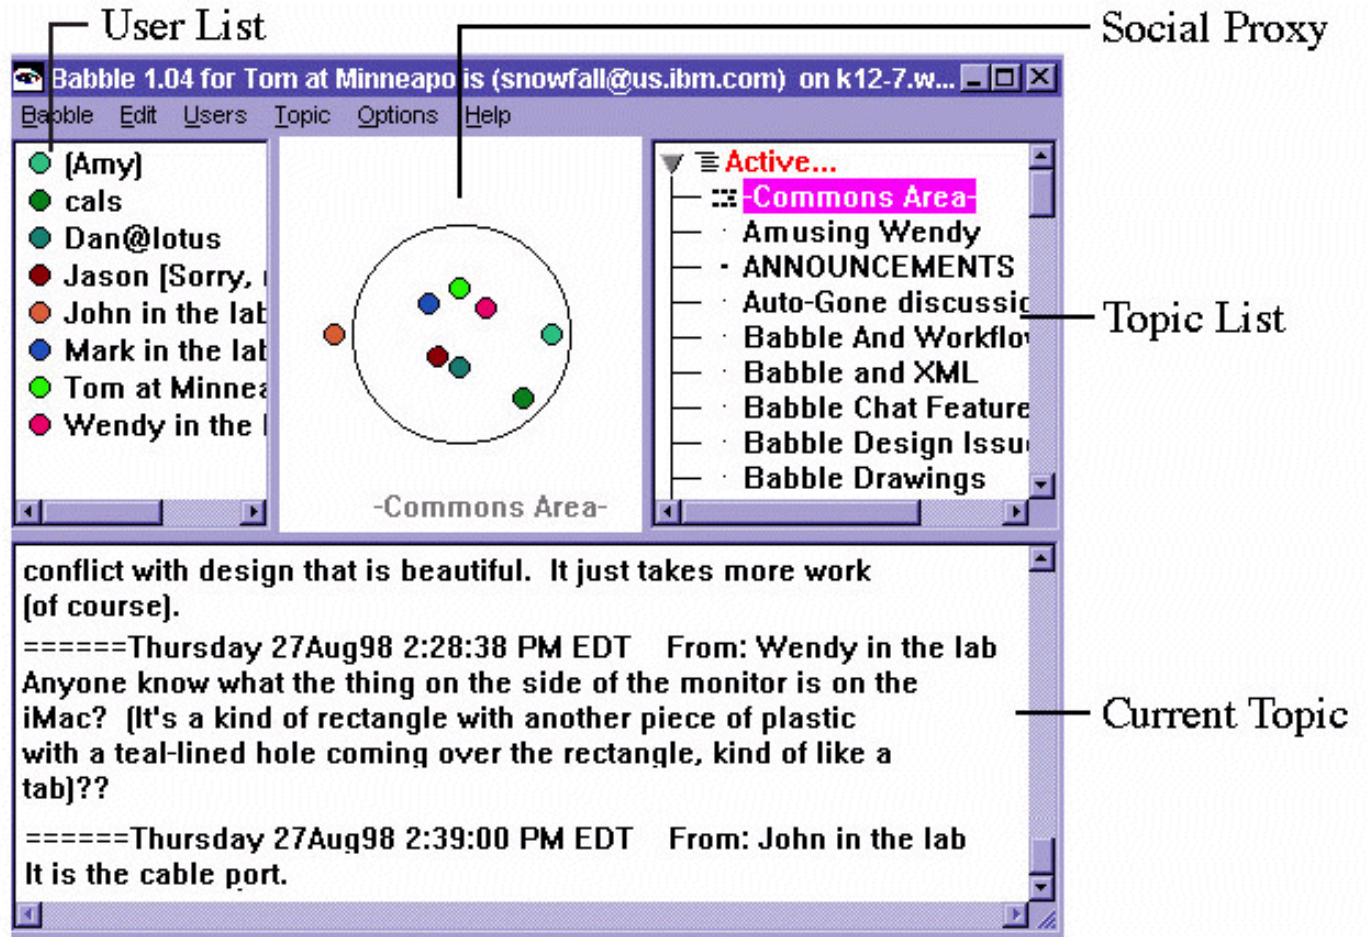 User List
Social Proxy
Babble 1.04 for Tom at Minneapolis (snowfall@us.ibm.com) on k12-7.w...
Babble Edit Users Topic Options Help
(Amy)
cals
Dan@lotus
Jason [Sorry,
John in the lab
Mark in the lab
Tom at Minnea
Wendy in the
-Commons Area-
Active...
-Commons Area-
Amusing Wendy
ANNOUNCEMENTS
Auto-Gone discussic
Babble And Workflow
Babble and XML
Babble Chat Feature
Babble Design Issu
Babble Drawings
Topic List
conflict with design that is beautiful. It just takes more work
(of course).
======Thursday 27Aug98 2:28:38 PM EDT From: Wendy in the lab
Anyone know what the thing on the side of the monitor is on the
iMac? (It's a kind of rectangle with another piece of plastic
with a teal-lined hole coming over the rectangle, kind of like a
tab)??
======Thursday 27Aug98 2:39:00 PM EDT From: John in the lab
It is the cable port.
Current Topic